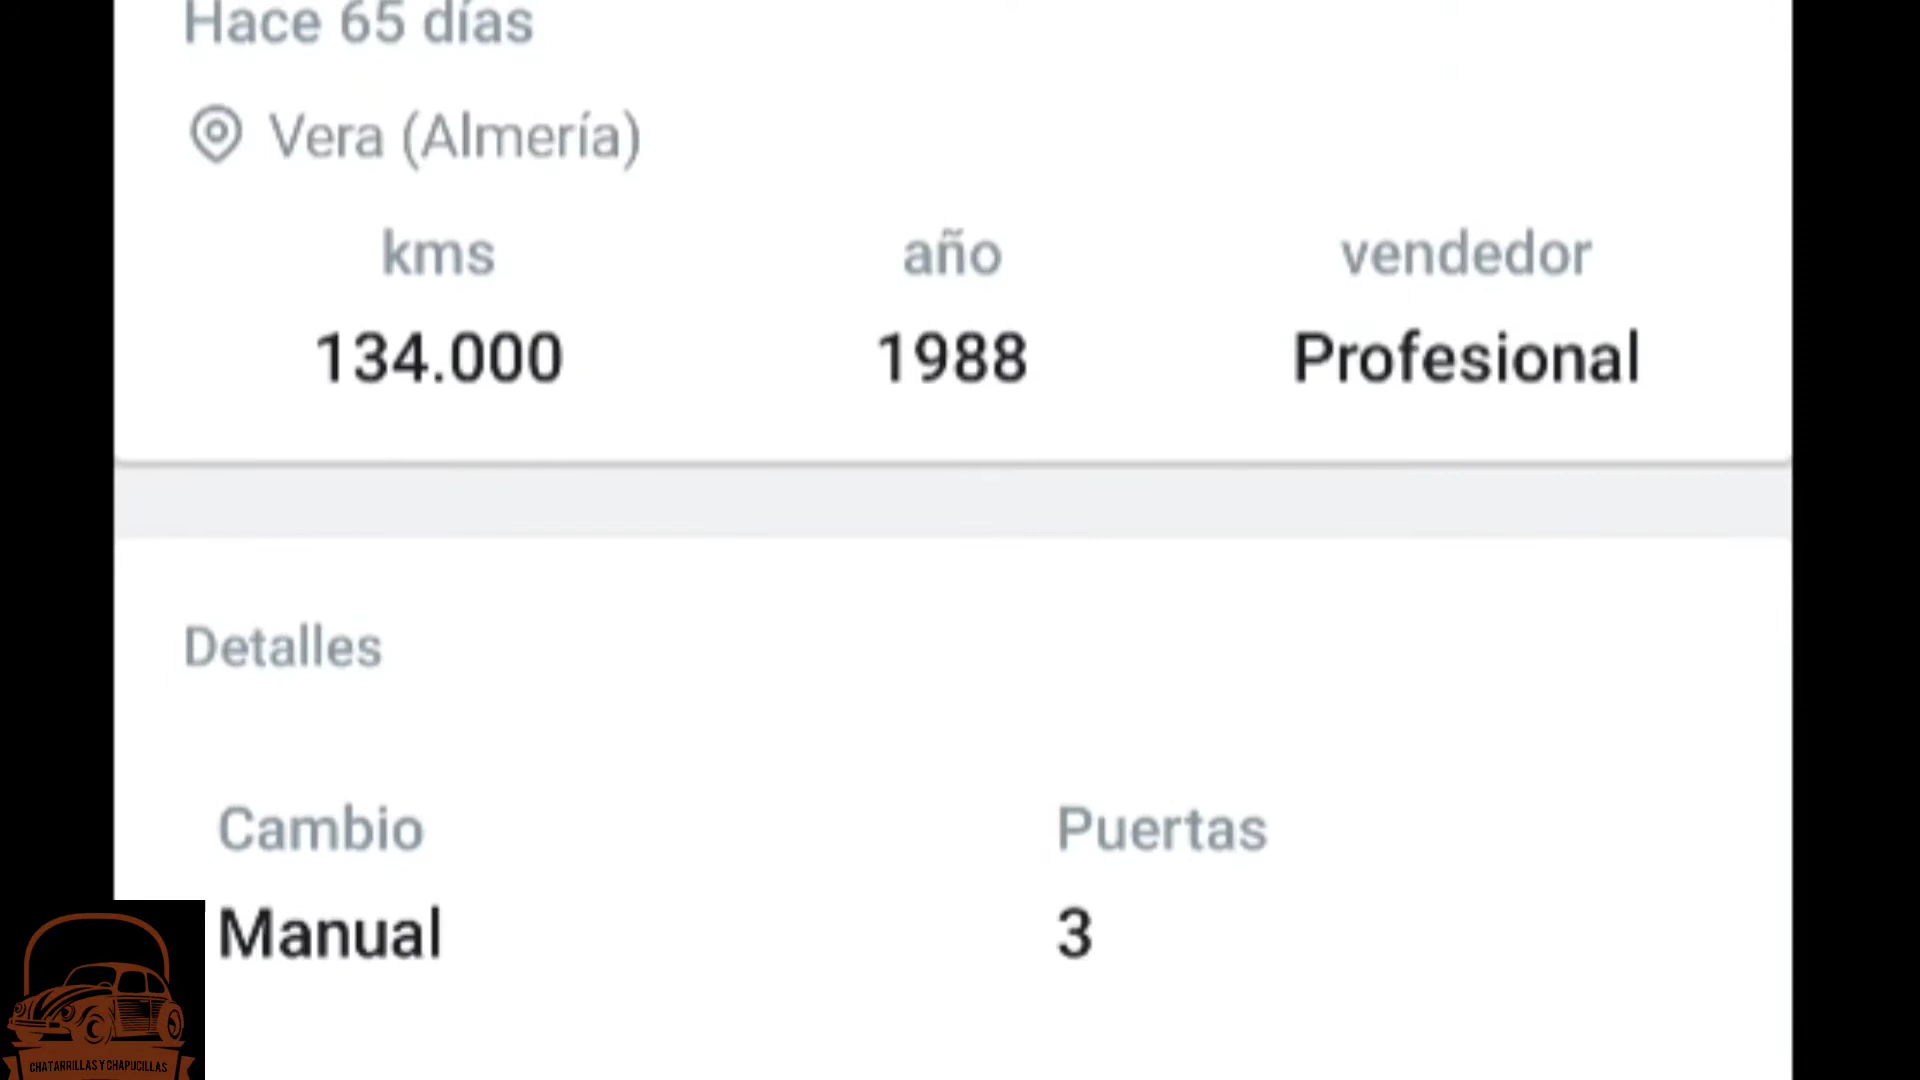 Hace 65 días
Vera (Almería)
kms año vendedor
134.000 1988 Profesional
Detalles
Cambio Puertas
Manual 3
CHATARRILLAS Y CHAPUCILLAS